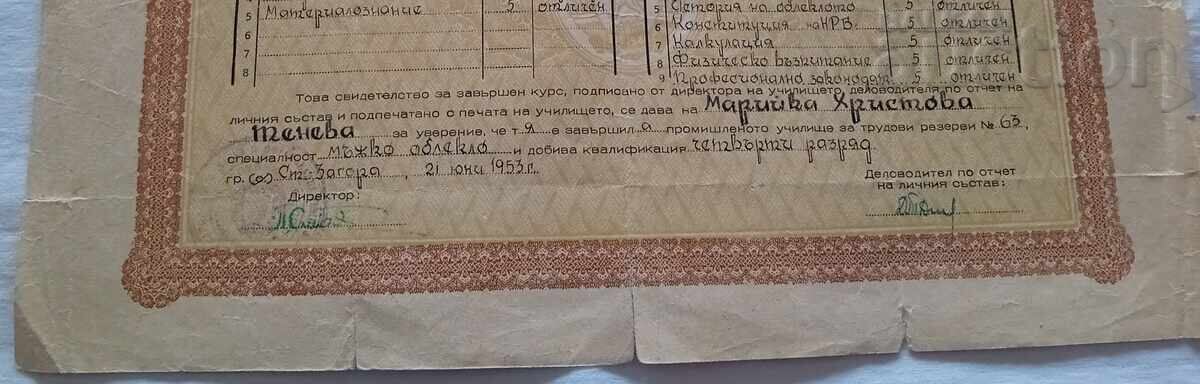 5 Материалознание 5 отличен
6
7
8
5 История на облеклото 5 отличен
6 Конституция на НРБ. 5 отличен
7 Калкулация 5 отличен
8 Физическо възпитание 5 отличен
9 Професионално законодат. 5 отличен
Това свидетелство за завършен курс, подписано от директора на училището, деловодителя по отчет на
личния състав и подпечатано с печата на училището, се дава на Марийка Христова
Тенева за уверение, че тя е завършила промишленото училище за трудови резерви № 63,
специалност мъжко облекло и добива квалификация четвърти разряд.
гр. (с) Ст. Загора, 21 юни 1953 г.
Директор:
Деловодител по отчет
на личния състав: